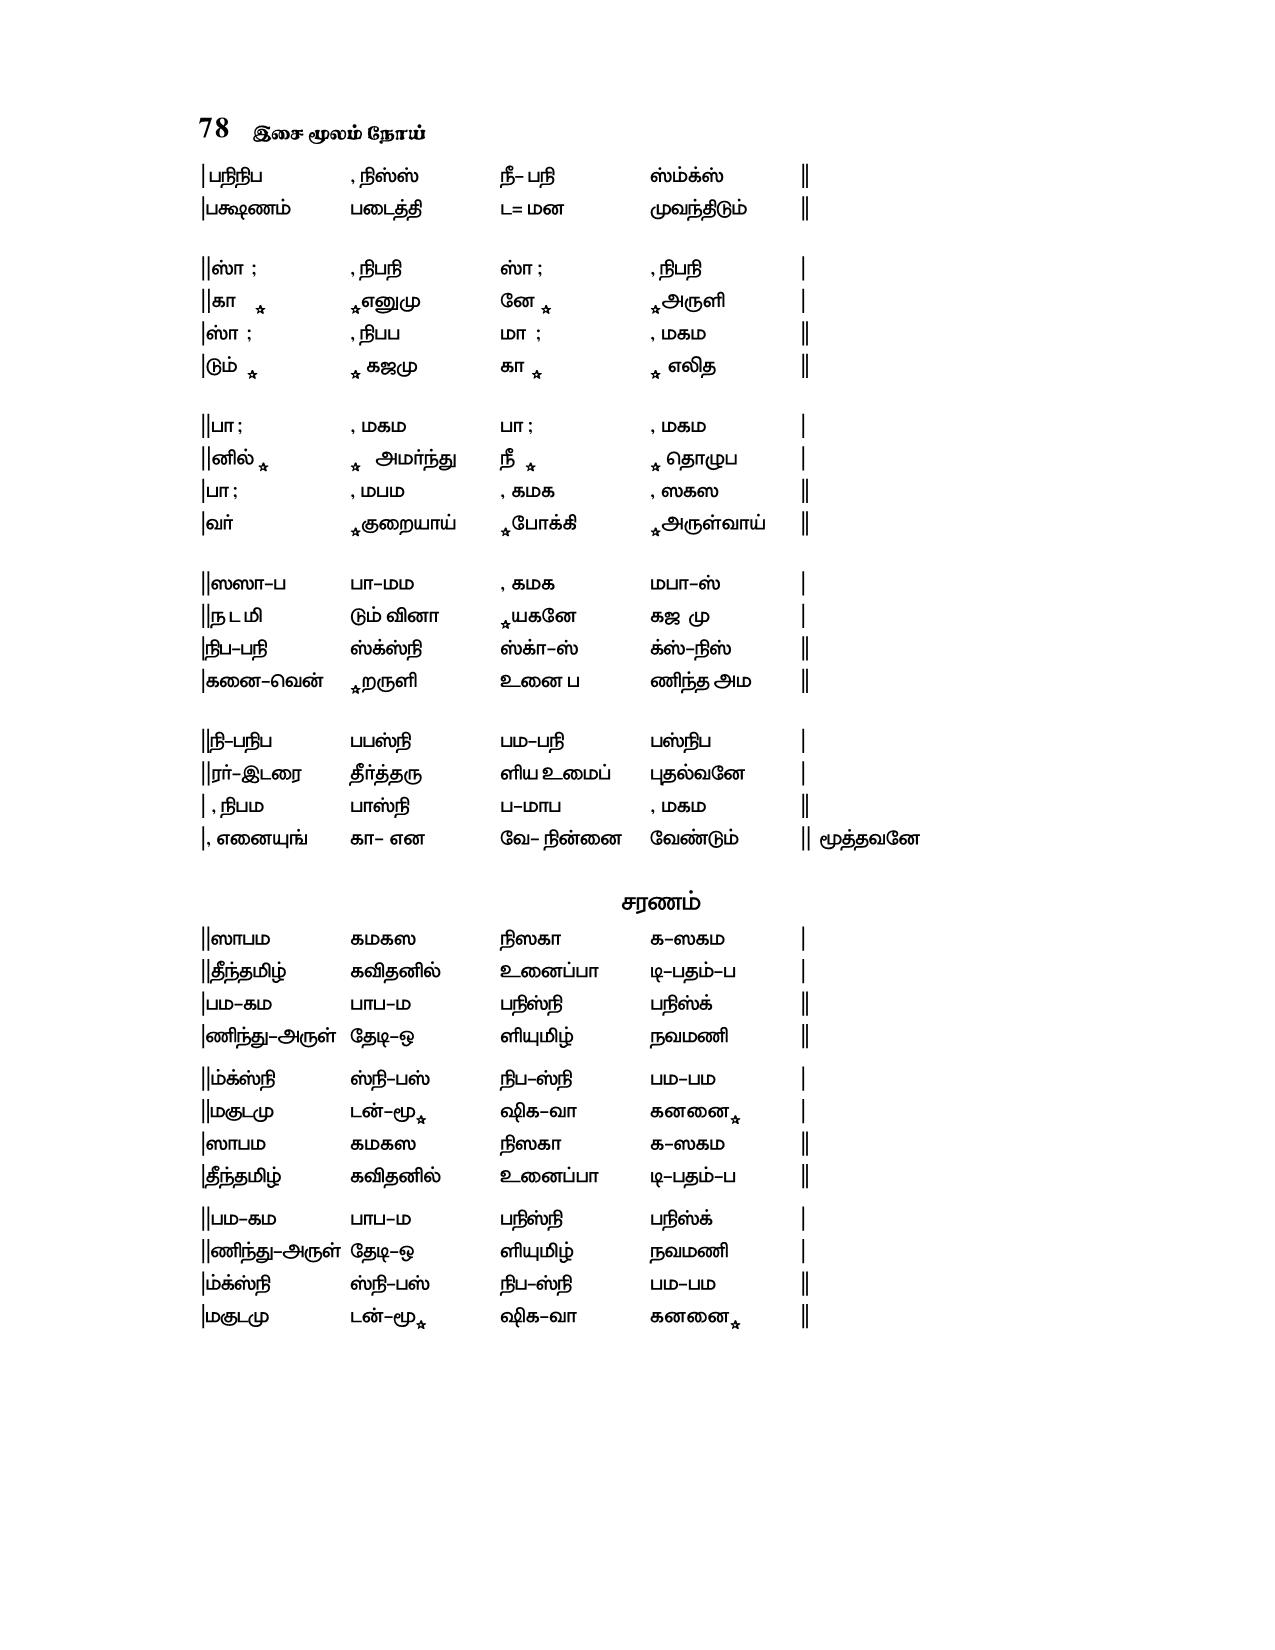 78 இசை மூலம் நோய்
| பநிநிப , நிஸ்ஸ் நீ– பநி ஸ்ம்க்ஸ் ||
|பக்ஷணம் படைத்தி ட= மன முவந்திடும் ||
||ஸ்ா ; , நிபநி ஸ்ா ; , நிபநி |
||கா ☆ ☆எனுமு னே ☆ ☆அருளி |
|ஸ்ா ; , நிபப மா ; , மகம ||
|டும் ☆ ☆ கஜமு கா ☆ ☆ எலித ||
||பா ; , மகம பா ; , மகம |
||னில் ☆ ☆ அமர்ந்து நீ ☆ ☆ தொழுப |
|பா ; , மபம , கமக , ஸகஸ ||
|வர் ☆குறையாய் ☆போக்கி ☆அருள்வாய் ||
||ஸஸா–ப பா–மம , கமக மபா–ஸ் |
||ந ட மி டும் வினா ☆யகனே கஜ மு |
|நிப–பநி ஸ்க்ஸ்நி ஸ்க்ா–ஸ் க்ஸ்–நிஸ் ||
|கனை–வென் ☆றருளி உனை ப ணிந்த அம ||
||நி–பநிப பபஸ்நி பம–பநி பஸ்நிப |
||ரர்–இடரை தீர்த்தரு ளிய உமைப் புதல்வனே |
| , நிபம பாஸ்நி ப–மாப , மகம ||
|, எனையுங் கா– என வே– நின்னை வேண்டும் || மூத்தவனே
சரணம்
||ஸாபம கமகஸ நிஸகா க–ஸகம |
||தீந்தமிழ் கவிதனில் உனைப்பா டி–பதம்–ப |
|பம–கம பாப–ம பநிஸ்நி பநிஸ்க் ||
|ணிந்து–அருள் தேடி–ஒ ளியுமிழ் நவமணி ||
||ம்க்ஸ்நி ஸ்நி–பஸ் நிப–ஸ்நி பம–பம |
||மகுடமு டன்–மூ☆ ஷிக–வா கனனை☆ |
|ஸாபம கமகஸ நிஸகா க–ஸகம ||
|தீந்தமிழ் கவிதனில் உனைப்பா டி–பதம்–ப ||
||பம–கம பாப–ம பநிஸ்நி பநிஸ்க் |
||ணிந்து–அருள் தேடி–ஒ ளியுமிழ் நவமணி |
|ம்க்ஸ்நி ஸ்நி–பஸ் நிப–ஸ்நி பம–பம ||
|மகுடமு டன்–மூ☆ ஷிக–வா கனனை☆ ||